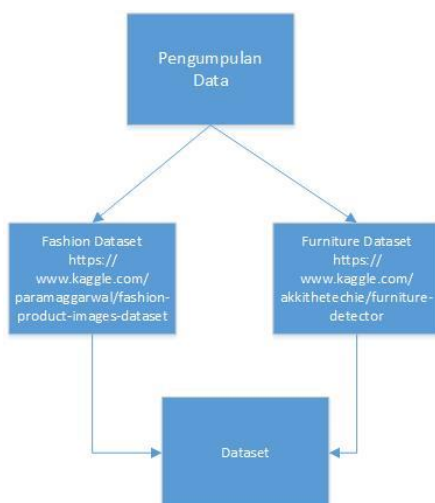 Pengumpulan
Data
Fashion Dataset
https://
www.kaggle.com/
paramaggarwal/fashion-
product-images-dataset
Furniture Dataset
https://
www.kaggle.com/
akkithetechie/furniture-
detector
Dataset